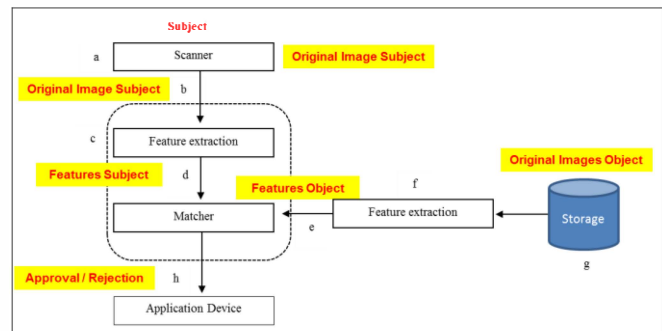 Subject
a
Scanner
Original Image Subject
Original Image Subject
b
c
Feature extraction
Features Subject
d
Features Object
f
Original Images Object
Matcher
e
Feature extraction
Storage
g
Approval / Rejection
h
Application Device